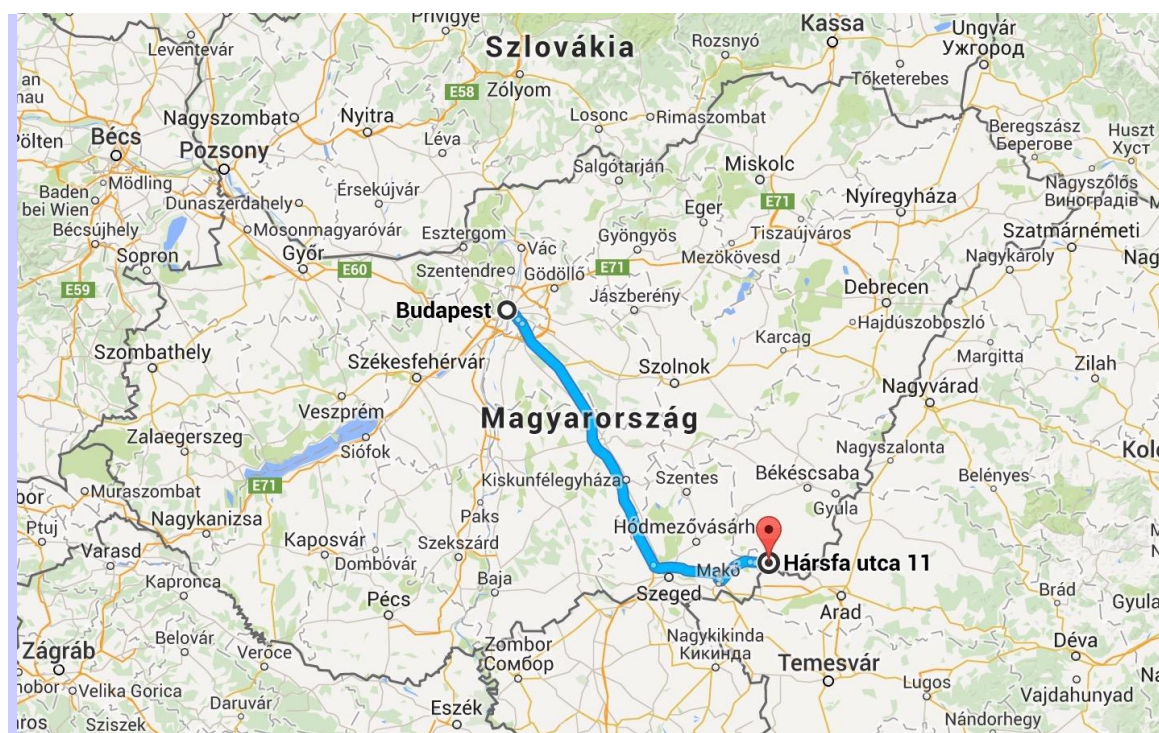 Privigye
Kassa
Ungvár
Ужгород
Leventevár
Szlovákia
Rozsnyó
Tőketerebes
E58
Zólyom
Nagyszombat
Nyitra
Losonc
Rimaszombat
Beregszász
Берегове
Huszt
Хуст
Pölten
Bécs
Pozsony
Léva
Salgótarján
Miskolc
Mödling
Baden
bei Wien
Dunaszerdahely
Érsekújvár
Eger
E71
Nyíregyháza
Nagyszőlős
Виноградів
Bécsújhely
Mosonmagyaróvár
Esztergom
Vác
Gyöngyös
Tiszaújváros
Szatmárnémeti
Sopron
Győr
E60
Szentendre
Gödöllő
E71
Mezőkövesd
Nagykároly
Nag
E59
Budapest
Jászberény
Debrecen
Hajdúszoboszló
Szombathely
Székesfehérvár
Szolnok
Karcag
Margitta
Zilah
Veszprém
Magyarország
Nagyvárad
Zalaegerszeg
Siófok
Nagyszalonta
Kolo
E71
Kiskunfélegyháza
Szentes
Békéscsaba
Belényes
Muraszombat
Gyula
Ptuj
Nagykanizsa
Paks
Hódmezővásárh
Varasd
Kaposvár
Dombóvár
Szekszárd
Makó
Hársfa utca 11
Kapronca
Baja
Szeged
Arad
Brád
Gyula
Pécs
Zágráb
Belovár
Verőce
Zombor
Сомбор
Nagykikinda
Кикинда
Temesvár
Déva
Velika Gorica
Daruvár
Lugos
Vajdahunyad
Sziszek
Eszék
Nándorhegy